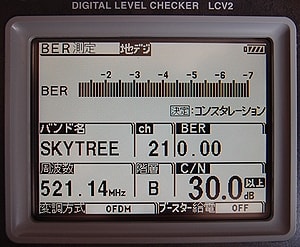 DIGITAL LEVEL CHECKER LCV2
BER測定 地デジ
-2 -3 -4 -5 -6 -7
BER
決定:コンスタレーション
バンド名 ch BER
SKYTREE 21 0.00
周波数 階層 C/N
521.14MHz B 30.0以上dB
変調方式 OFDM ブースター給電 OFF